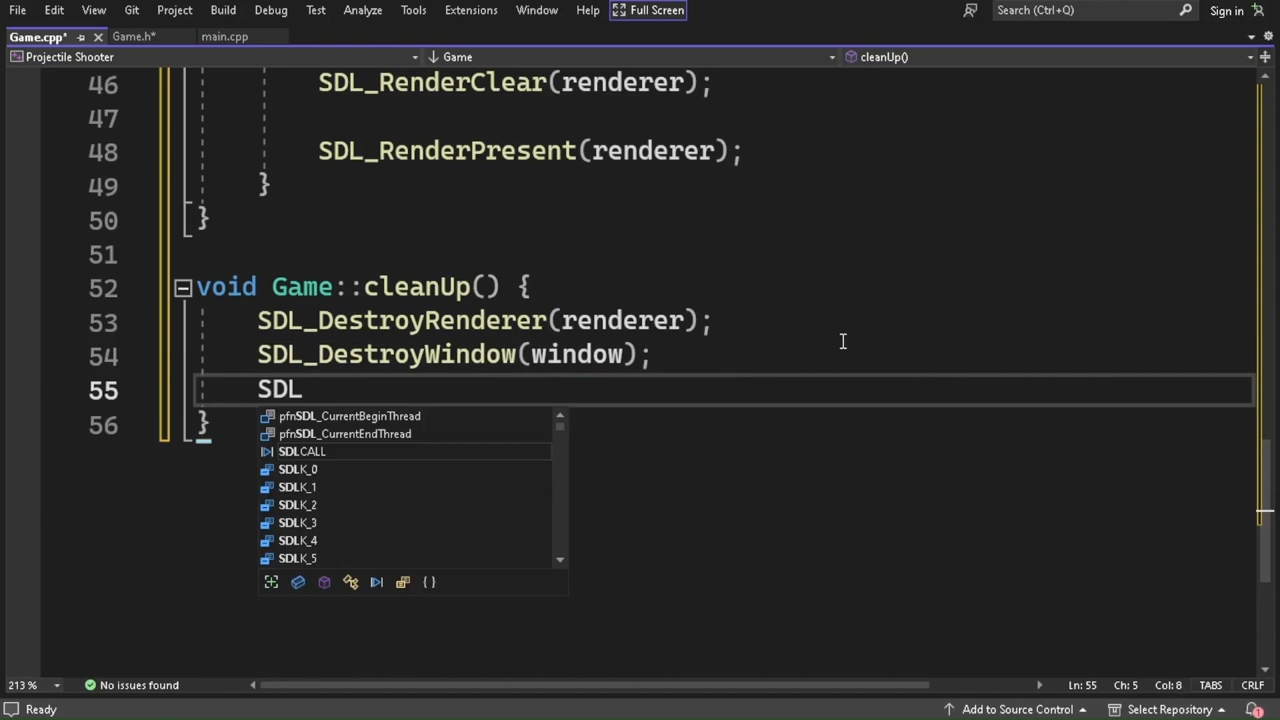 File Edit View Git Project Build Debug Test Analyze Tools Extensions Window Help Full Screen Search (Ctrl+Q) Sign in
Game.cpp* Game.h* main.cpp
Projectile Shooter Game cleanUp()
46 SDL_RenderClear(renderer);
47
48 SDL_RenderPresent(renderer);
49 }
50 }
51
52 void Game::cleanUp() {
53 SDL_DestroyRenderer(renderer);
54 SDL_DestroyWindow(window);
55 SDL
56 }
pfnSDL_CurrentBeginThread
pfnSDL_CurrentEndThread
SDLCALL
SDLK_0
SDLK_1
SDLK_2
SDLK_3
SDLK_4
SDLK_5
213 % No issues found Ln: 55 Ch: 5 Col: 8 TABS CRLF
Ready Add to Source Control Select Repository 1